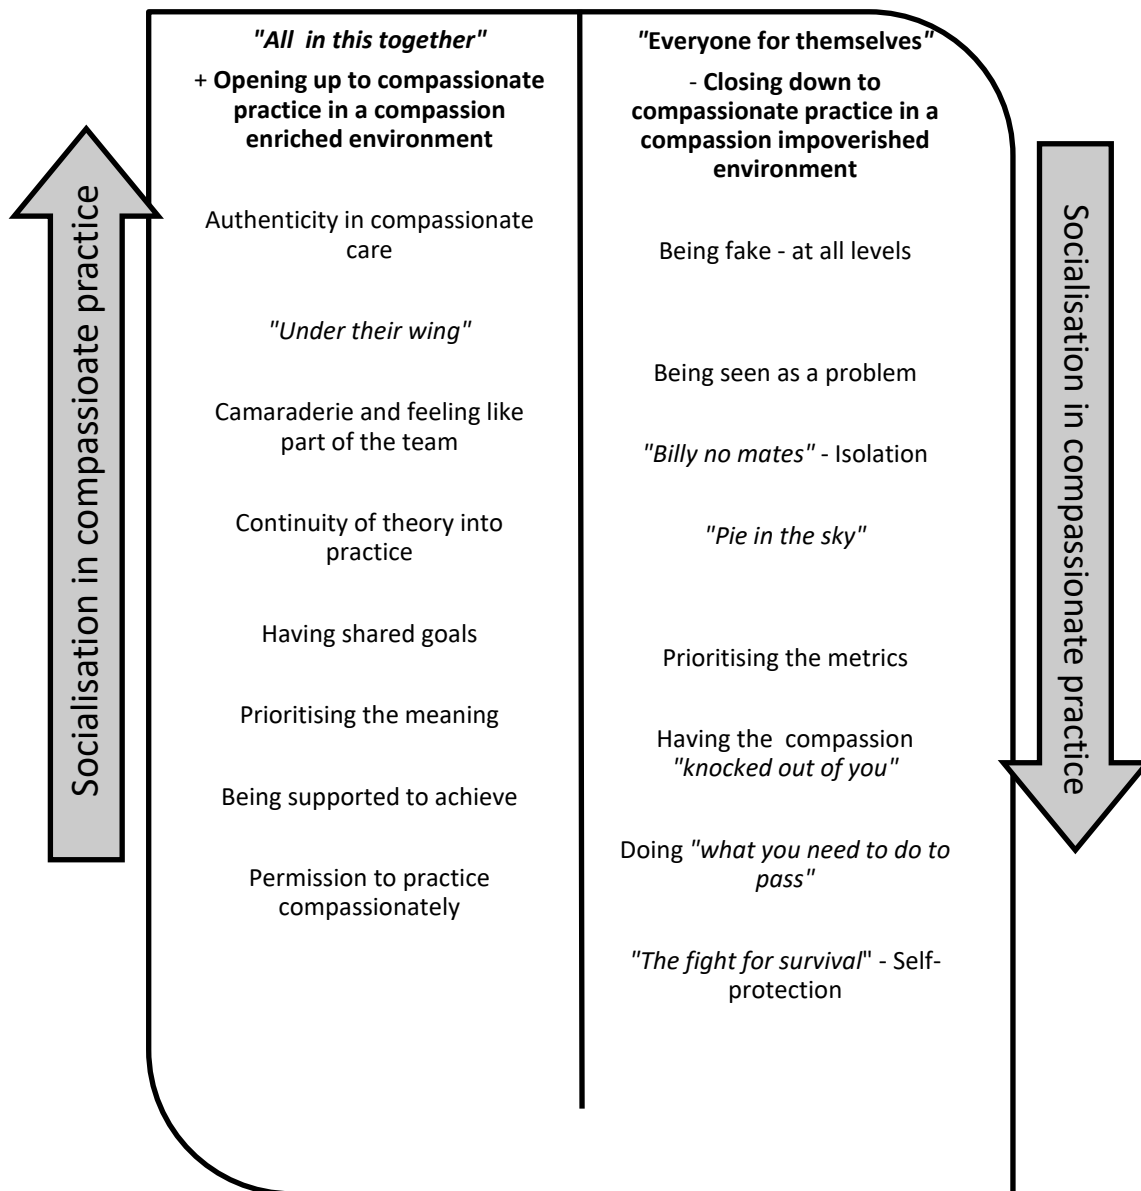 "All  in this together"
+ Opening up to compassionate
practice in a compassion
enriched environment
Authenticity in compassionate
care
"Under their wing"
Camaraderie and feeling like
part of the team
Continuity of theory into
practice
Having shared goals
Prioritising the meaning
Being supported to achieve
Permission to practice
compassionately
"Everyone for themselves"
- Closing down to
compassionate practice in a
compassion impoverished
environment
Being fake - at all levels
Being seen as a problem
"Billy no mates" - Isolation
"Pie in the sky"
Prioritising the metrics
Having the  compassion
"knocked out of you"
Doing "what you need to do to
pass"
"The fight for survival" - Self-
protection
Socialisation in compassioate practice
Socialisation in compassionate practice